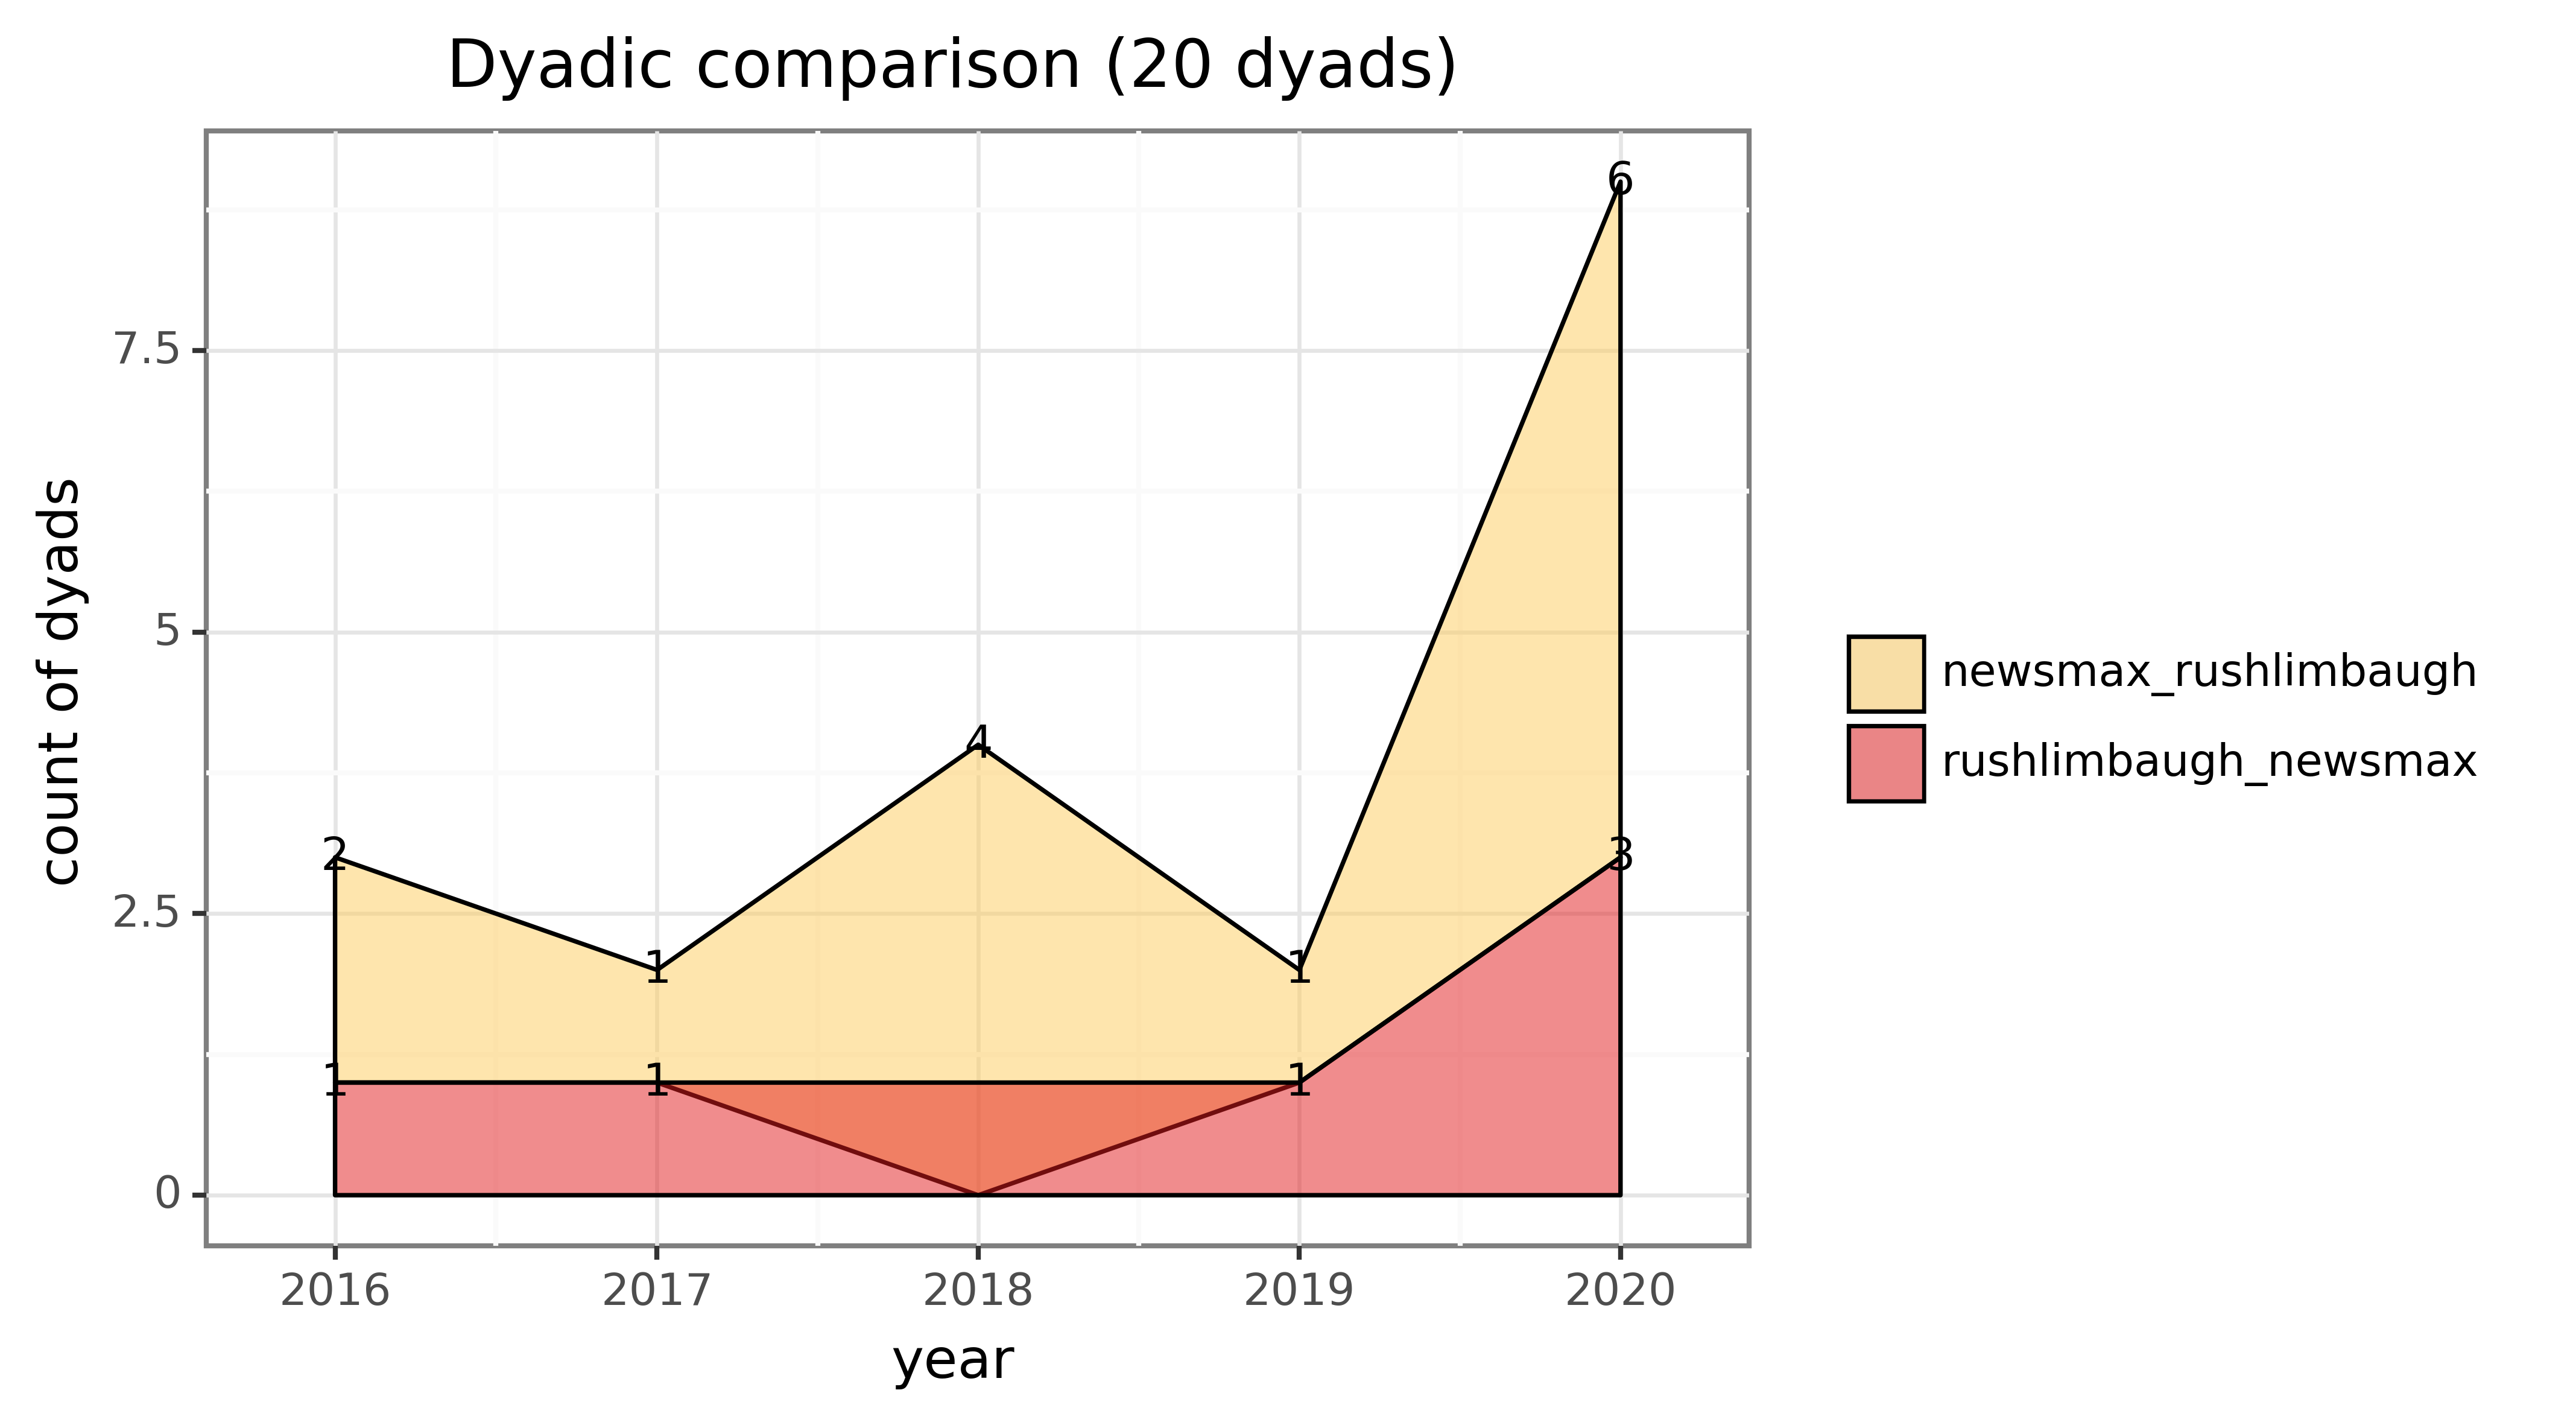 Dyadic comparison (20 dyads)
6
7.5
5
4
2
3
2.5
1
1
1
1
1
0
2016 2017 2018 2019 2020
count of dyads
year
newsmax_rushlimbaugh
rushlimbaugh_newsmax